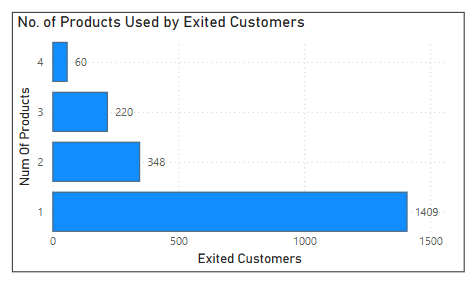 No. of Products Used by Exited Customers
Num Of Products
4 60
3 220
2 348
1 1409
0 500 1000 1500
Exited Customers